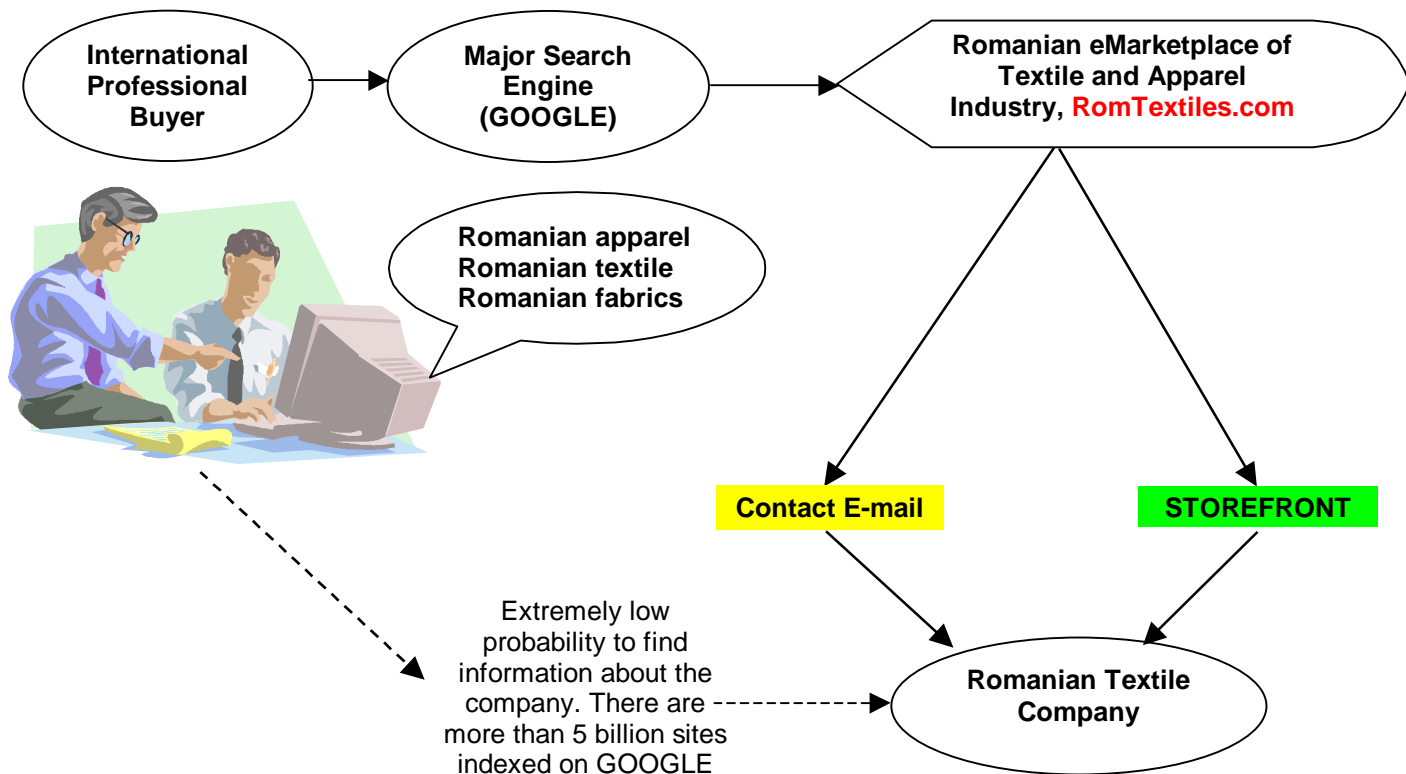 International
Professional
Buyer
Major Search
Engine
(GOOGLE)
Romanian eMarketplace of
Textile and Apparel
Industry, RomTextiles.com
Romanian apparel
Romanian textile
Romanian fabrics
Contact E-mail
STOREFRONT
Extremely low
probability to find
information about the
company. There are
more than 5 billion sites
indexed on GOOGLE
Romanian Textile
Company